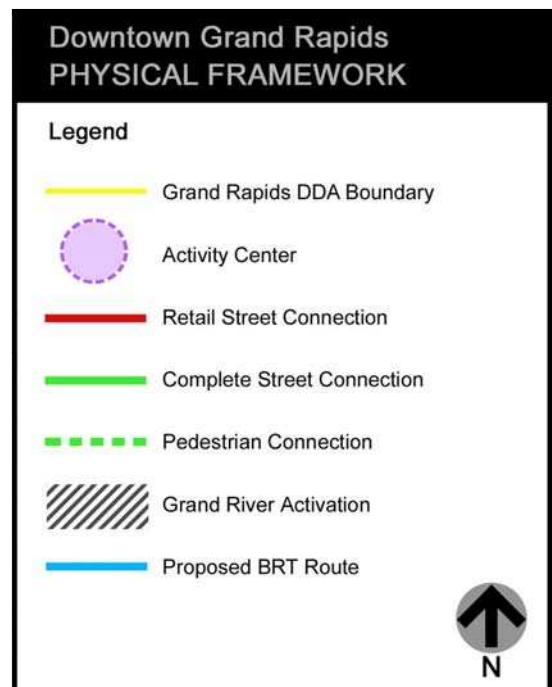 Downtown Grand Rapids
PHYSICAL FRAMEWORK
Legend
Grand Rapids DDA Boundary
Activity Center
Retail Street Connection
Complete Street Connection
Pedestrian Connection
Grand River Activation
Proposed BRT Route
N